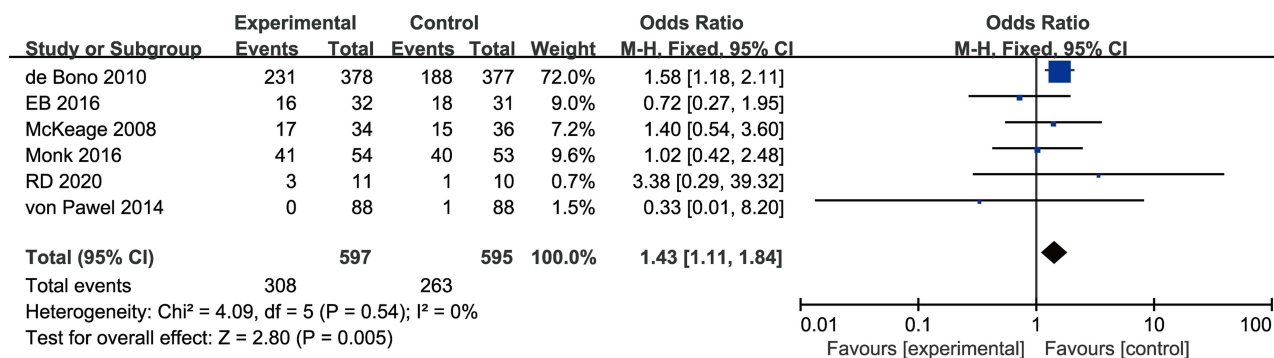 Experimental Control Odds Ratio Odds Ratio
Study or Subgroup Events Total Events Total Weight M-H, Fixed, 95% CI M-H, Fixed, 95% CI
de Bono 2010 231 378 188 377 72.0% 1.58 [1.18, 2.11]
EB 2016 16 32 18 31 9.0% 0.72 [0.27, 1.95]
McKeage 2008 17 34 15 36 7.2% 1.40 [0.54, 3.60]
Monk 2016 41 54 40 53 9.6% 1.02 [0.42, 2.48]
RD 2020 3 11 1 10 0.7% 3.38 [0.29, 39.32]
von Pawel 2014 0 88 1 88 1.5% 0.33 [0.01, 8.20]
Total (95% CI) 597 595 100.0% 1.43 [1.11, 1.84]
Total events 308 263
Heterogeneity: Chi² = 4.09, df = 5 (P = 0.54); I² = 0%
Test for overall effect: Z = 2.80 (P = 0.005)
0.01 0.1 1 10 100
Favours [experimental] Favours [control]